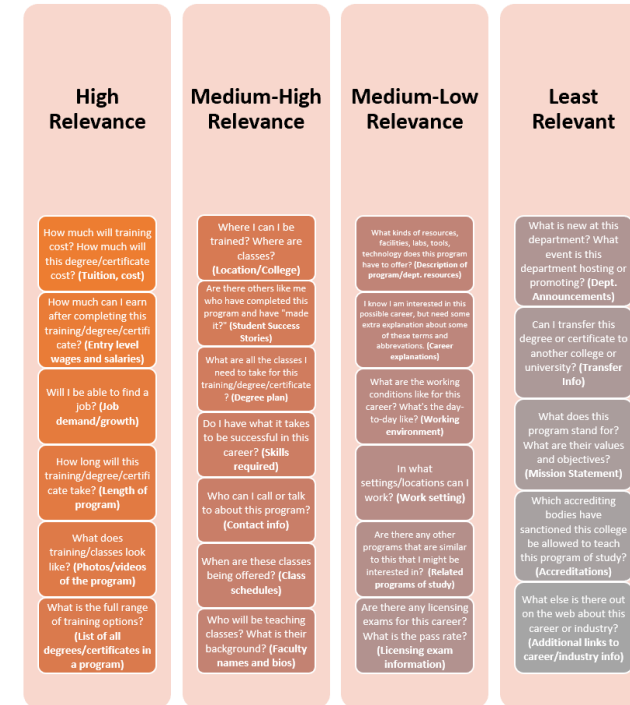 High
Relevance
How much will training
cost? How much will
this degree/certificate
cost? (Tuition, cost)
How much can I earn
after completing this
training/degree/certifi
cate? (Entry level
wages and salaries)
Will I be able to find a
job? (Job
demand/growth)
How long will this
training/degree/certifi
cate take? (Length of
program)
What does
training/classes look
like? (Photos/videos
of the program)
What is the full range
of training options?
(List of all
degrees/certificates in
a program)
Medium-High
Relevance
Where I can I be
trained? Where are
classes?
(Location/College)
Are there others like me
who have completed this
program and have "made
it?" (Student Success
Stories)
What are all the classes I
need to take for this
training/degree/certificate
? (Degree plan)
Do I have what it takes
to be successful in this
career? (Skills
required)
Who can I call or talk
to about this program?
(Contact info)
When are these classes
being offered? (Class
schedules)
Who will be teaching
classes? What is their
background? (Faculty
names and bios)
Medium-Low
Relevance
What kinds of resources,
facilities, labs, tools,
technology does this program
have to offer? (Description of
program/dept. resources)
I know I am interested in this
possible career, but need some
extra explanation about some
of these terms and
abbrevations. (Career
explanations)
What are the working
conditions like for this
career? What's the day-
to-day like? (Working
environment)
In what
settings/locations can I
work? (Work setting)
Are there any other
programs that are similar
to this that I might be
interested in? (Related
programs of study)
Are there any licensing
exams for this career?
What is the pass rate?
(Licensing exam
information)
Least
Relevant
What is new at this
department? What
event is this
department hosting or
promoting? (Dept.
Announcements)
Can I transfer this
degree or certificate to
another college or
university? (Transfer
Info)
What does this
program stand for?
What are their values
and objectives?
(Mission Statement)
Which accrediting
bodies have
sanctioned this college
be allowed to teach
this program of study?
(Accreditations)
What else is there out
on the web about this
career or industry?
(Additional links to
career/industry info)